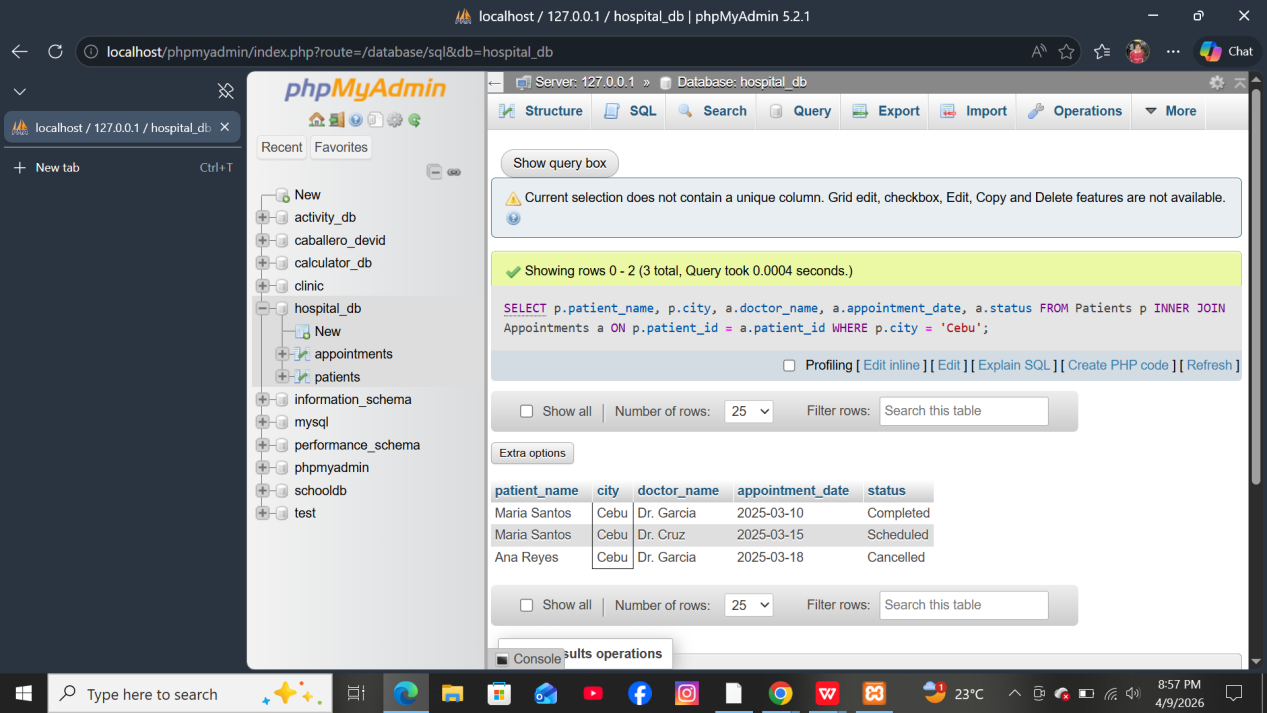 localhost / 127.0.0.1 / hospital_db | phpMyAdmin 5.2.1
localhost/phpmyadmin/index.php?route=/database/sql&db=hospital_db
Chat
localhost / 127.0.0.1 / hospital_db
New tab Ctrl+T
phpMyAdmin
Recent Favorites
New
activity_db
caballero_devid
calculator_db
clinic
hospital_db
New
appointments
patients
information_schema
mysql
performance_schema
phpmyadmin
schooldb
test
Server: 127.0.0.1 » Database: hospital_db
Structure SQL Search Query Export Import Operations More
Show query box
Current selection does not contain a unique column. Grid edit, checkbox, Edit, Copy and Delete features are not available.
Showing rows 0 - 2 (3 total, Query took 0.0004 seconds.)
SELECT p.patient_name, p.city, a.doctor_name, a.appointment_date, a.status FROM Patients p INNER JOIN
Appointments a ON p.patient_id = a.patient_id WHERE p.city = 'Cebu';
Profiling [ Edit inline ] [ Edit ] [ Explain SQL ] [ Create PHP code ] [ Refresh ]
Show all | Number of rows: 25 Filter rows: Search this table
Extra options
patient_name city doctor_name appointment_date status
Maria Santos Cebu Dr. Garcia 2025-03-10 Completed
Maria Santos Cebu Dr. Cruz 2025-03-15 Scheduled
Ana Reyes Cebu Dr. Garcia 2025-03-18 Cancelled
Show all | Number of rows: 25 Filter rows: Search this table
Console sults operations
Type here to search
1
23°C
8:57 PM
4/9/2026